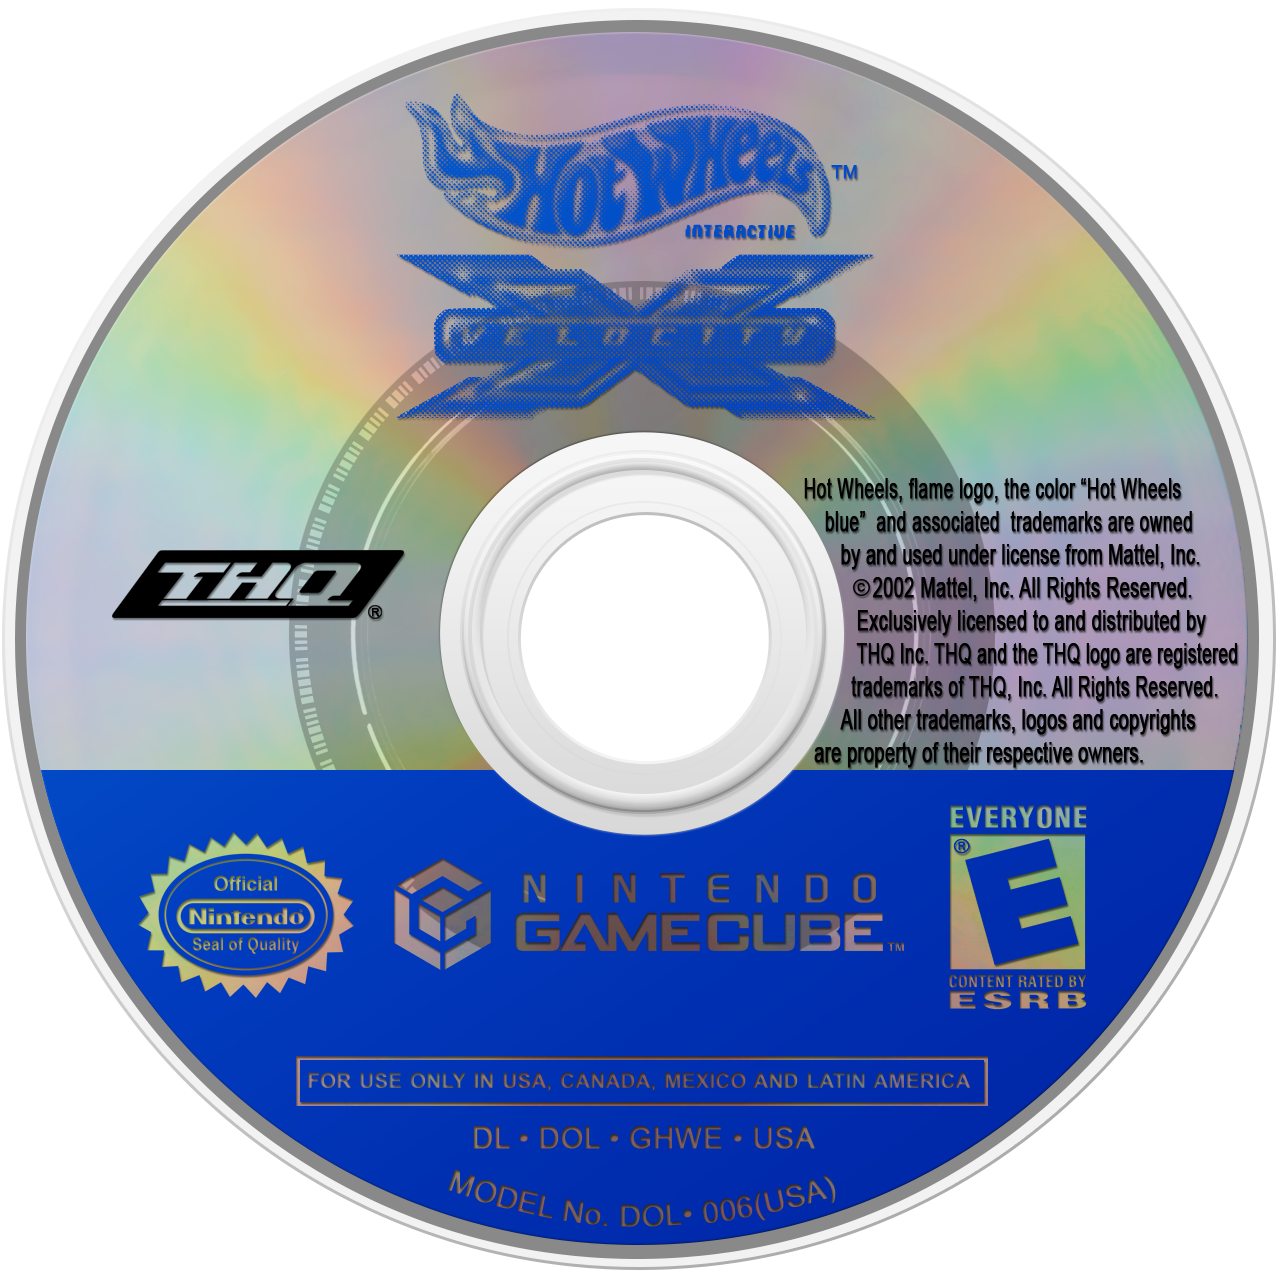 HOT WHEELS TM
INTERACTIVE
VELOCITY X
Hot Wheels, flame logo, the color “Hot Wheels
blue” and associated trademarks are owned
by and used under license from Mattel, Inc.
©2002 Mattel, Inc. All Rights Reserved.
Exclusively licensed to and distributed by
THQ Inc. THQ and the THQ logo are registered
trademarks of THQ, Inc. All Rights Reserved.
All other trademarks, logos and copyrights
are property of their respective owners.
THQ®
Official
Nintendo
Seal of Quality
NINTENDO
GAMECUBE TM
EVERYONE
® E
CONTENT RATED BY
ESRB
FOR USE ONLY IN USA, CANADA, MEXICO AND LATIN AMERICA
DL • DOL • GHWE • USA
MODEL No. DOL• 006(USA)